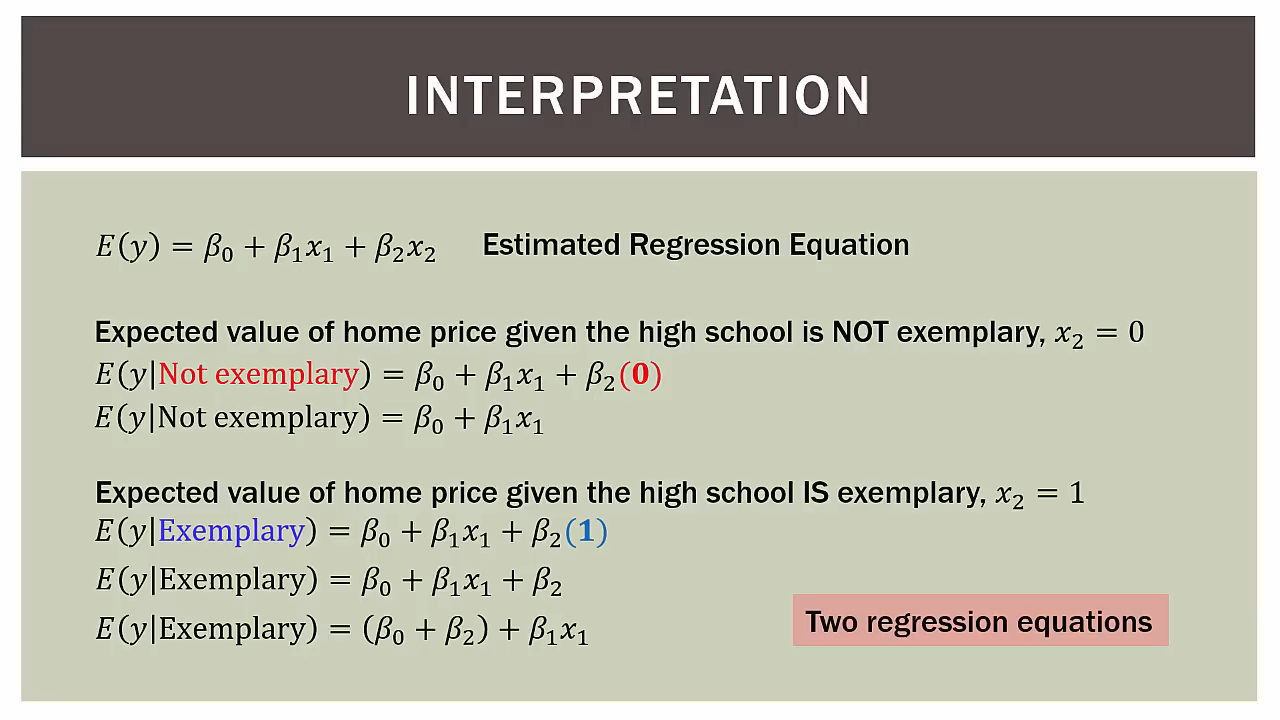 INTERPRETATION
E(y) = β₀ + β₁x₁ + β₂x₂ Estimated Regression Equation
Expected value of home price given the high school is NOT exemplary, x₂ = 0
E(y|Not exemplary) = β₀ + β₁x₁ + β₂(0)
E(y|Not exemplary) = β₀ + β₁x₁
Expected value of home price given the high school IS exemplary, x₂ = 1
E(y|Exemplary) = β₀ + β₁x₁ + β₂(1)
E(y|Exemplary) = β₀ + β₁x₁ + β₂
E(y|Exemplary) = (β₀ + β₂) + β₁x₁
Two regression equations